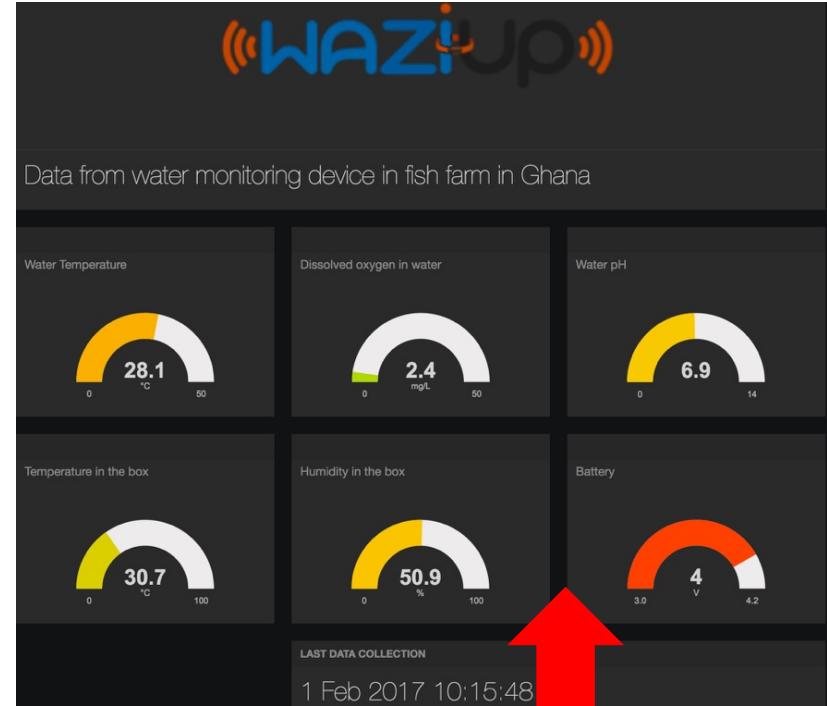 WAZIUP
Data from water monitoring device in fish farm in Ghana
Water Temperature
28.1
°C
0
50
Dissolved oxygen in water
2.4
mg/L
0
50
Water pH
6.9
0
14
Temperature in the box
30.7
°C
0
100
Humidity in the box
50.9
%
0
100
Battery
4
V
3.0
4.2
LAST DATA COLLECTION
1 Feb 2017 10:15:48